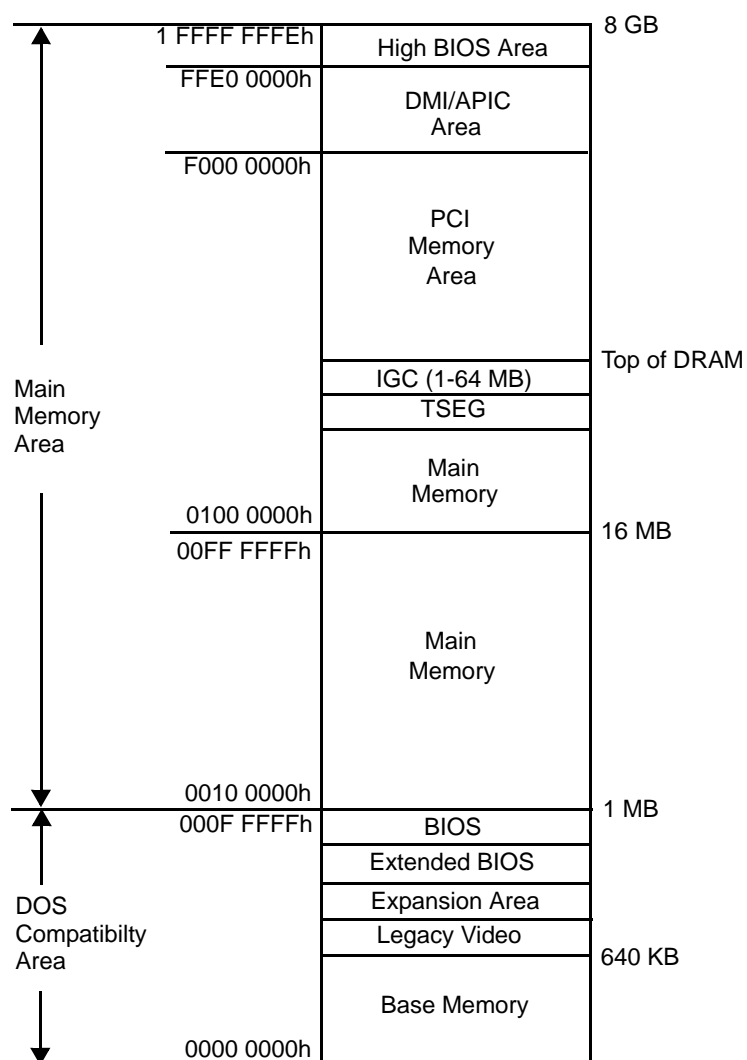 1 FFFF FFFEh
8 GB
High BIOS Area
FFE0 0000h
DMI/APIC
Area
F000 0000h
PCI
Memory
Area
Top of DRAM
IGC (1-64 MB)
TSEG
Main
Memory
Area
Main
Memory
0100 0000h
16 MB
00FF FFFFh
Main
Memory
0010 0000h
1 MB
000F FFFFh
BIOS
Extended BIOS
Expansion Area
Legacy Video
DOS
Compatibilty
Area
640 KB
Base Memory
0000 0000h